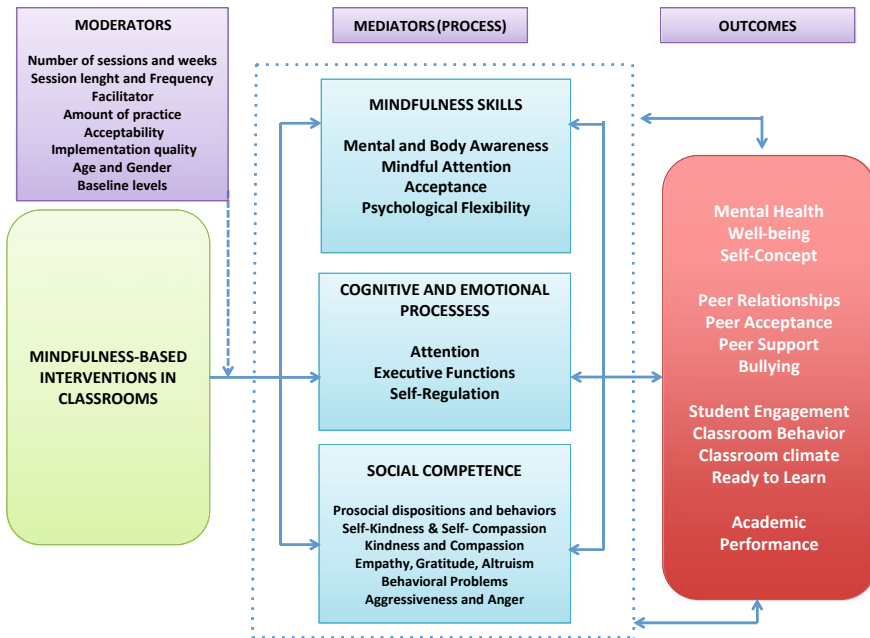 MODERATORS
Number of sessions and weeks
Session lenght and Frequency
Facilitator
Amount of practice
Acceptability
Implementation quality
Age and Gender
Baseline levels
MINDFULNESS-BASED
INTERVENTIONS IN
CLASSROOMS
MEDIATORS (PROCESS)
MINDFULNESS SKILLS
Mental and Body Awareness
Mindful Attention
Acceptance
Psychological Flexibility
COGNITIVE AND EMOTIONAL
PROCESSESS
Attention
Executive Functions
Self-Regulation
SOCIAL COMPETENCE
Prosocial dispositions and behaviors
Self-Kindness & Self- Compassion
Kindness and Compassion
Empathy, Gratitude, Altruism
Behavioral Problems
Aggressiveness and Anger
OUTCOMES
Mental Health
Well-being
Self-Concept
Peer Relationships
Peer Acceptance
Peer Support
Bullying
Student Engagement
Classroom Behavior
Classroom climate
Ready to Learn
Academic
Performance